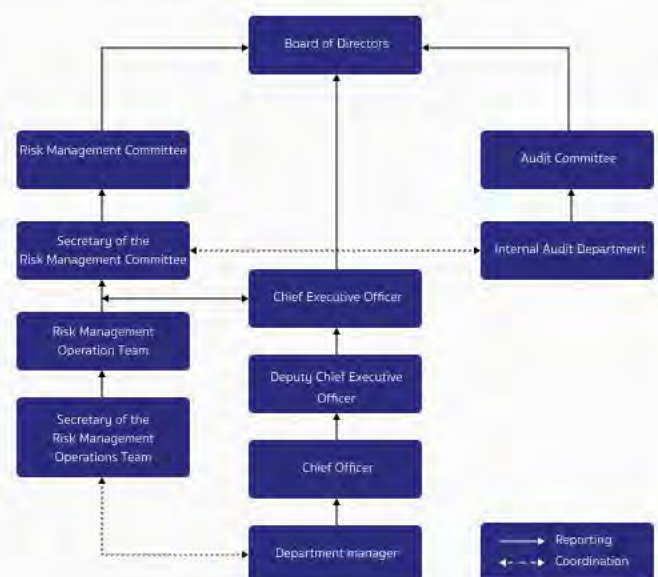 Board of Directors
Risk Management Committee
Audit Committee
Secretary of the
Risk Management Committee
Internal Audit Department
Chief Executive Officer
Risk Management
Operation Team
Deputy Chief Executive
Officer
Secretary of the
Risk Management
Operations Team
Chief Officer
Department manager
Reporting
Coordination